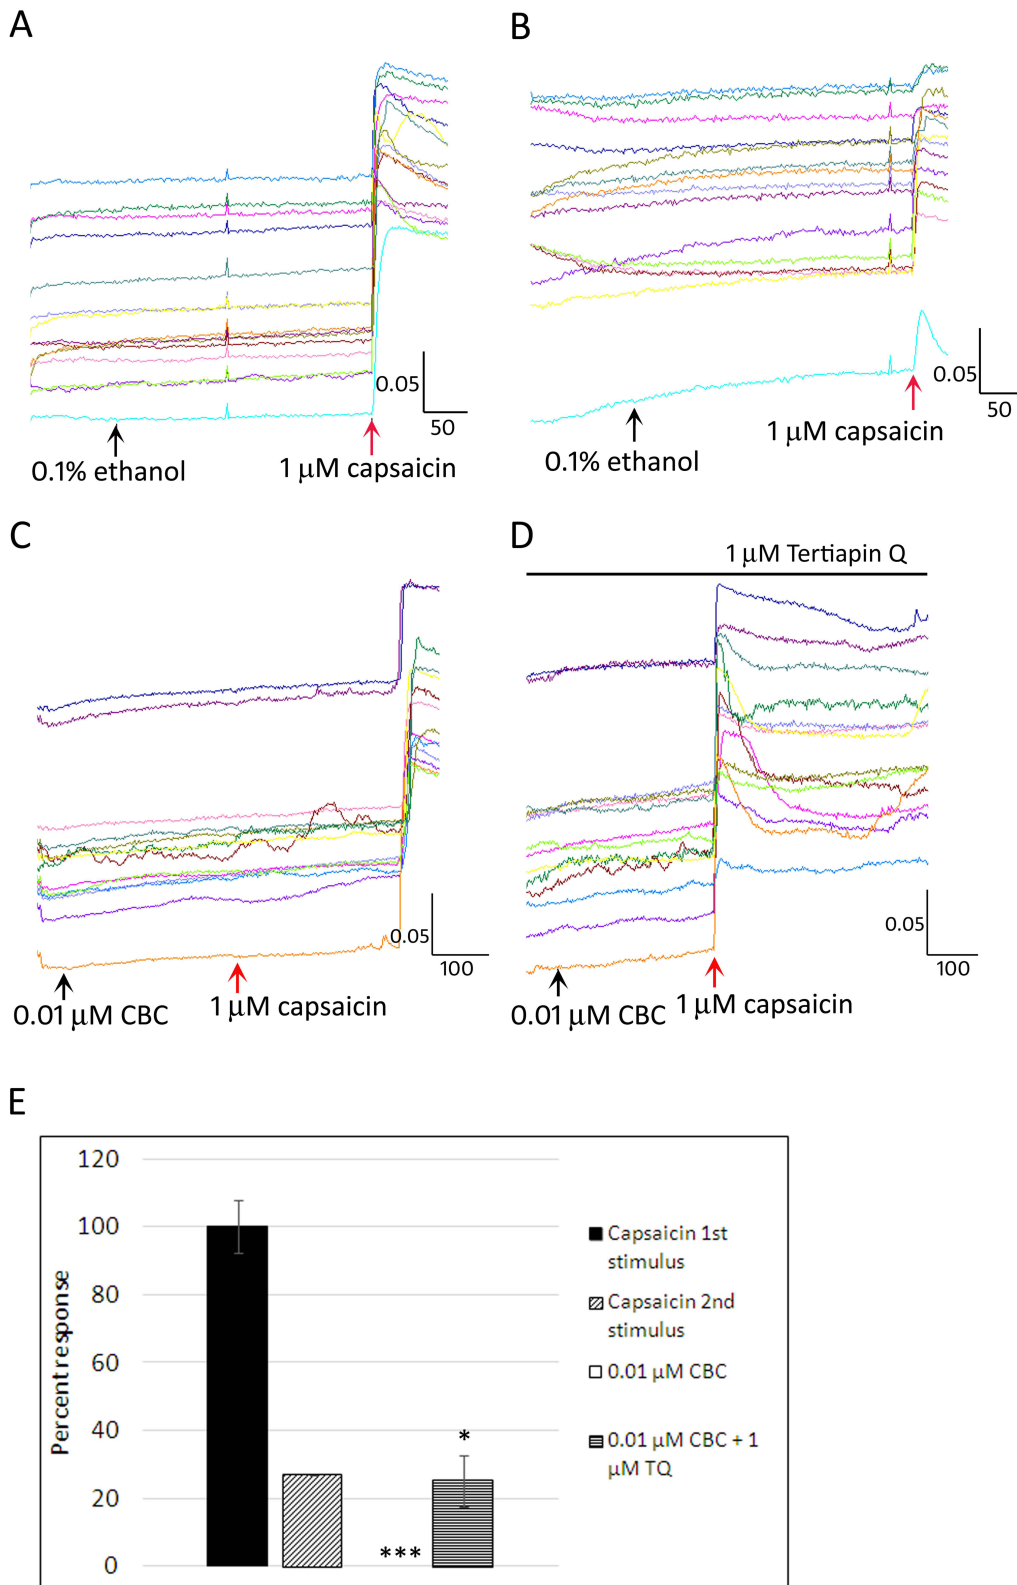 A
0.05
50
0.1% ethanol
1 µM capsaicin
B
0.05
50
1 µM capsaicin
0.1% ethanol
C
0.05
100
0.01 µM CBC
1 µM capsaicin
D
1 µM Tertiapin Q
0.05
100
0.01 µM CBC
1 µM capsaicin
E
Percent response
120
100
80
60
40
20
0
***
*
Capsaicin 1st
stimulus
Capsaicin 2nd
stimulus
0.01 µM CBC
0.01 µM CBC + 1
µM TQ